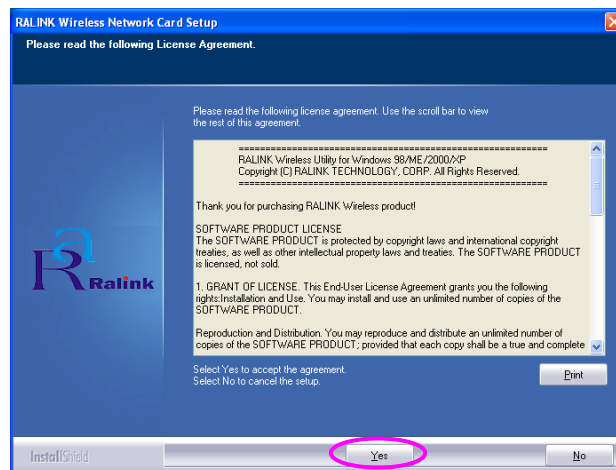 RALINK Wireless Network Card Setup
Please read the following License Agreement.
Please read the following license agreement. Use the scroll bar to view
the rest of this agreement.
============================================================
RALINK Wireless Utility for Windows 98/ME/2000/XP
Copyright (C) RALINK TECHNOLOGY, CORP. All Rights Reserved.
============================================================
Thank you for purchasing RALINK Wireless product!
SOFTWARE PRODUCT LICENSE
The SOFTWARE PRODUCT is protected by copyright laws and international copyright
treaties, as well as other intellectual property laws and treaties. The SOFTWARE PRODUCT
is licensed, not sold.
1. GRANT OF LICENSE. This End-User License Agreement grants you the following
rights:Installation and Use. You may install and use an unlimited number of copies of the
SOFTWARE PRODUCT.
Reproduction and Distribution. You may reproduce and distribute an unlimited number of
copies of the SOFTWARE PRODUCT; provided that each copy shall be a true and complete
Ralink
Select Yes to accept the agreement.
Select No to cancel the setup.
Print
InstallShield
Yes
No